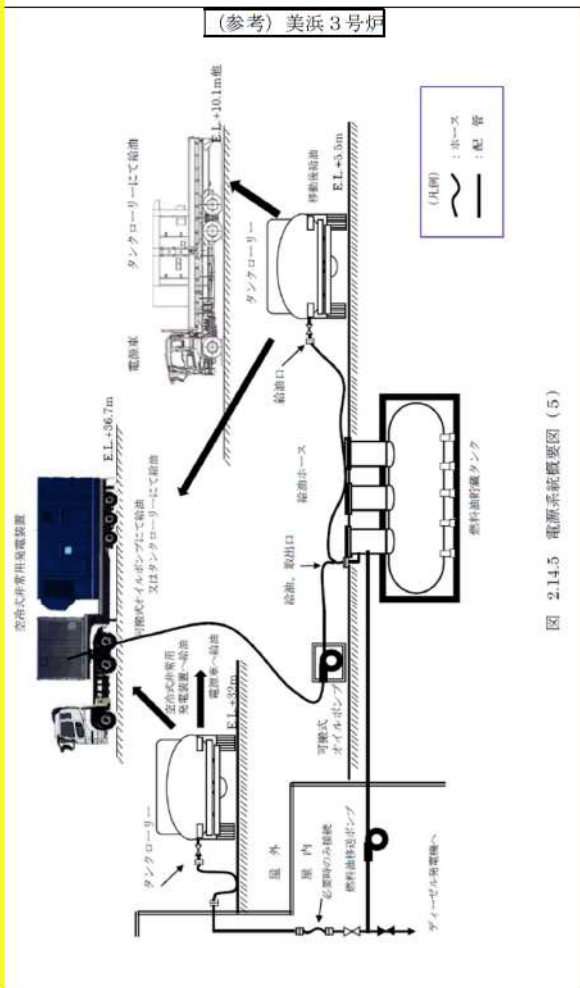 (参考)美浜3号炉
空冷式非常用発電装置
E.L.+36.7m
可搬式オイルポンプにて給油
又はタンクローリーにて給油
電源車
タンクローリーにて給油
E.L.+10.1m他
タンクローリー
空冷式非常用
発電装置へ給油
電源車へ給油
E.L.+32m
タンクローリー
移動後給油
E.L.+5.5m
給油口
給油ホース
給油、取出口
可搬式
オイルポンプ
屋外
屋内
必要時のみ接続
燃料油移送ポンプ
ディーゼル発電機へ
燃料油貯蔵タンク
(凡例)
:ホース
:配管
図 2.14.5 電源系統概要図(5)